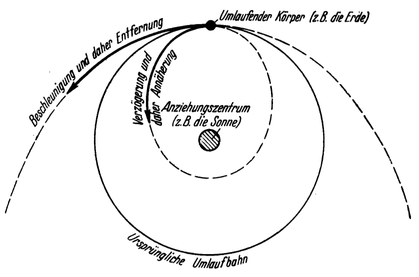 Umlaufender Körper (z.B. die Erde)
Beschleunigung und daher Entfernung
Verzögerung und
daher Annäherung
Anziehungszentrum
(z.B. die Sonne)
Ursprüngliche Umlaufbahn